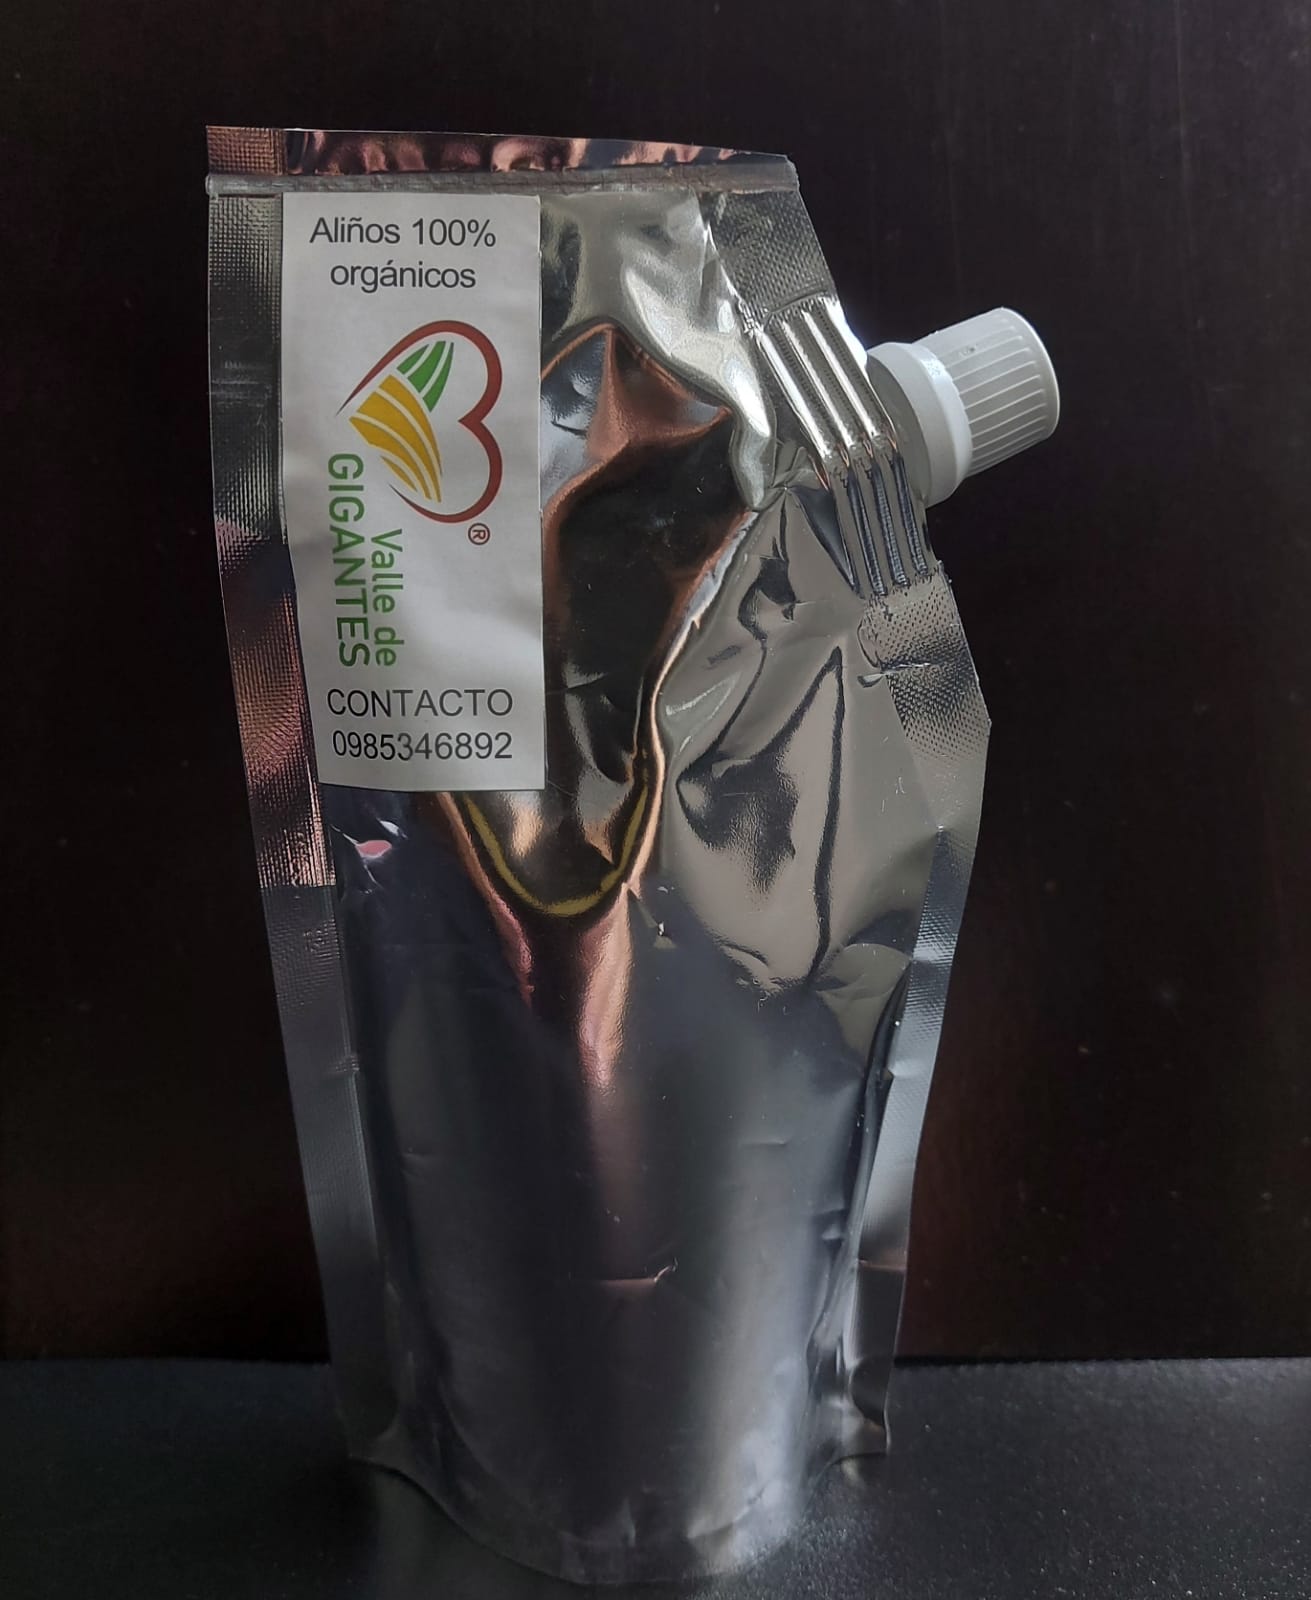 Aliños 100%
orgánicos
®
Valle de
GIGANTES
CONTACTO
0985346892